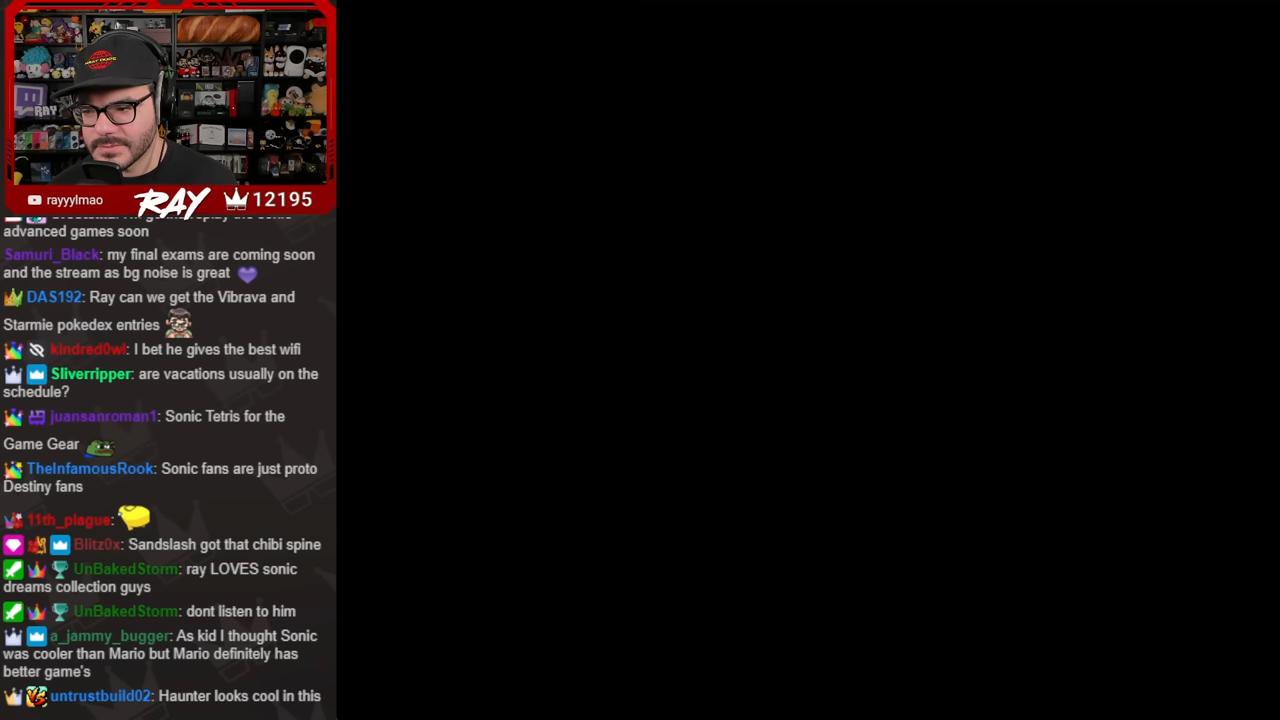 RAY
rayyylmao
RAY
12195
advanced games soon
Samurl_Black: my final exams are coming soon
and the stream as bg noise is great
DAS192: Ray can we get the Vibrava and
Starmie pokedex entries
kindred0wl: I bet he gives the best wifi
Sliverripper: are vacations usually on the
schedule?
juansanroman1: Sonic Tetris for the
Game Gear
TheInfamousRook: Sonic fans are just proto
Destiny fans
11th_plague:
Blitz0x: Sandslash got that chibi spine
UnBakedStorm: ray LOVES sonic
dreams collection guys
UnBakedStorm: dont listen to him
a_jammy_bugger: As kid I thought Sonic
was cooler than Mario but Mario definitely has
better game's
untrustbuild02: Haunter looks cool in this